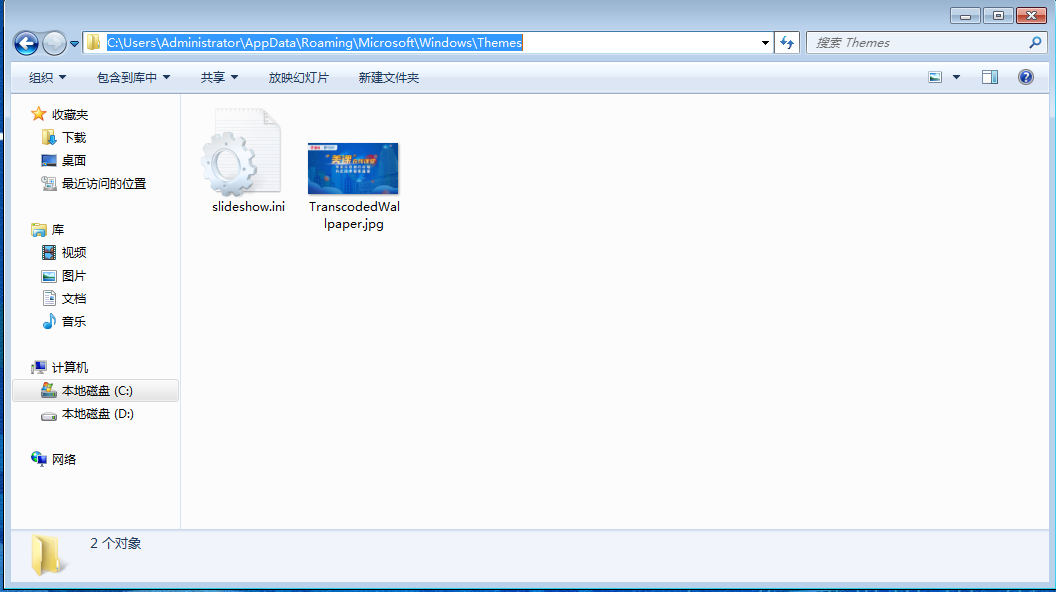 C:\Users\Administrator\AppData\Roaming\Microsoft\Windows\Themes
搜索 Themes
组织
包含到库中
共享
放映幻灯片
新建文件夹
收藏夹
下载
桌面
最近访问的位置
库
视频
图片
文档
音乐
计算机
本地磁盘 (C:)
本地磁盘 (D:)
网络
slideshow.ini
TranscodedWal
lpaper.jpg
2 个对象